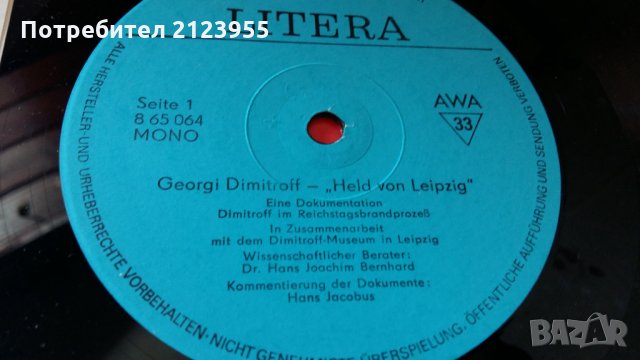 Потребител 2123955
LITERA
Seite 1
8 65 064
MONO
AWA
33
Georgi Dimitroff – „Held von Leipzig"
Eine Dokumentation
Dimitroff im Reichstagsbrandprozeß
In Zusammenarbeit
mit dem Dimitroff-Museum in Leipzig
Wissenschaftlicher Berater:
Dr. Hans Joachim Bernhard
Kommentierung der Dokumente:
Hans Jacobus
ALLE HERSTELLER- UND URHEBERRECHTE VORBEHALTEN · NICHT GENEHMIGTE ÜBERSPIELUNG, ÖFFENTLICHE AUFFÜHRUNG UND SENDUNG VERBOTEN
BAZAR
.bg